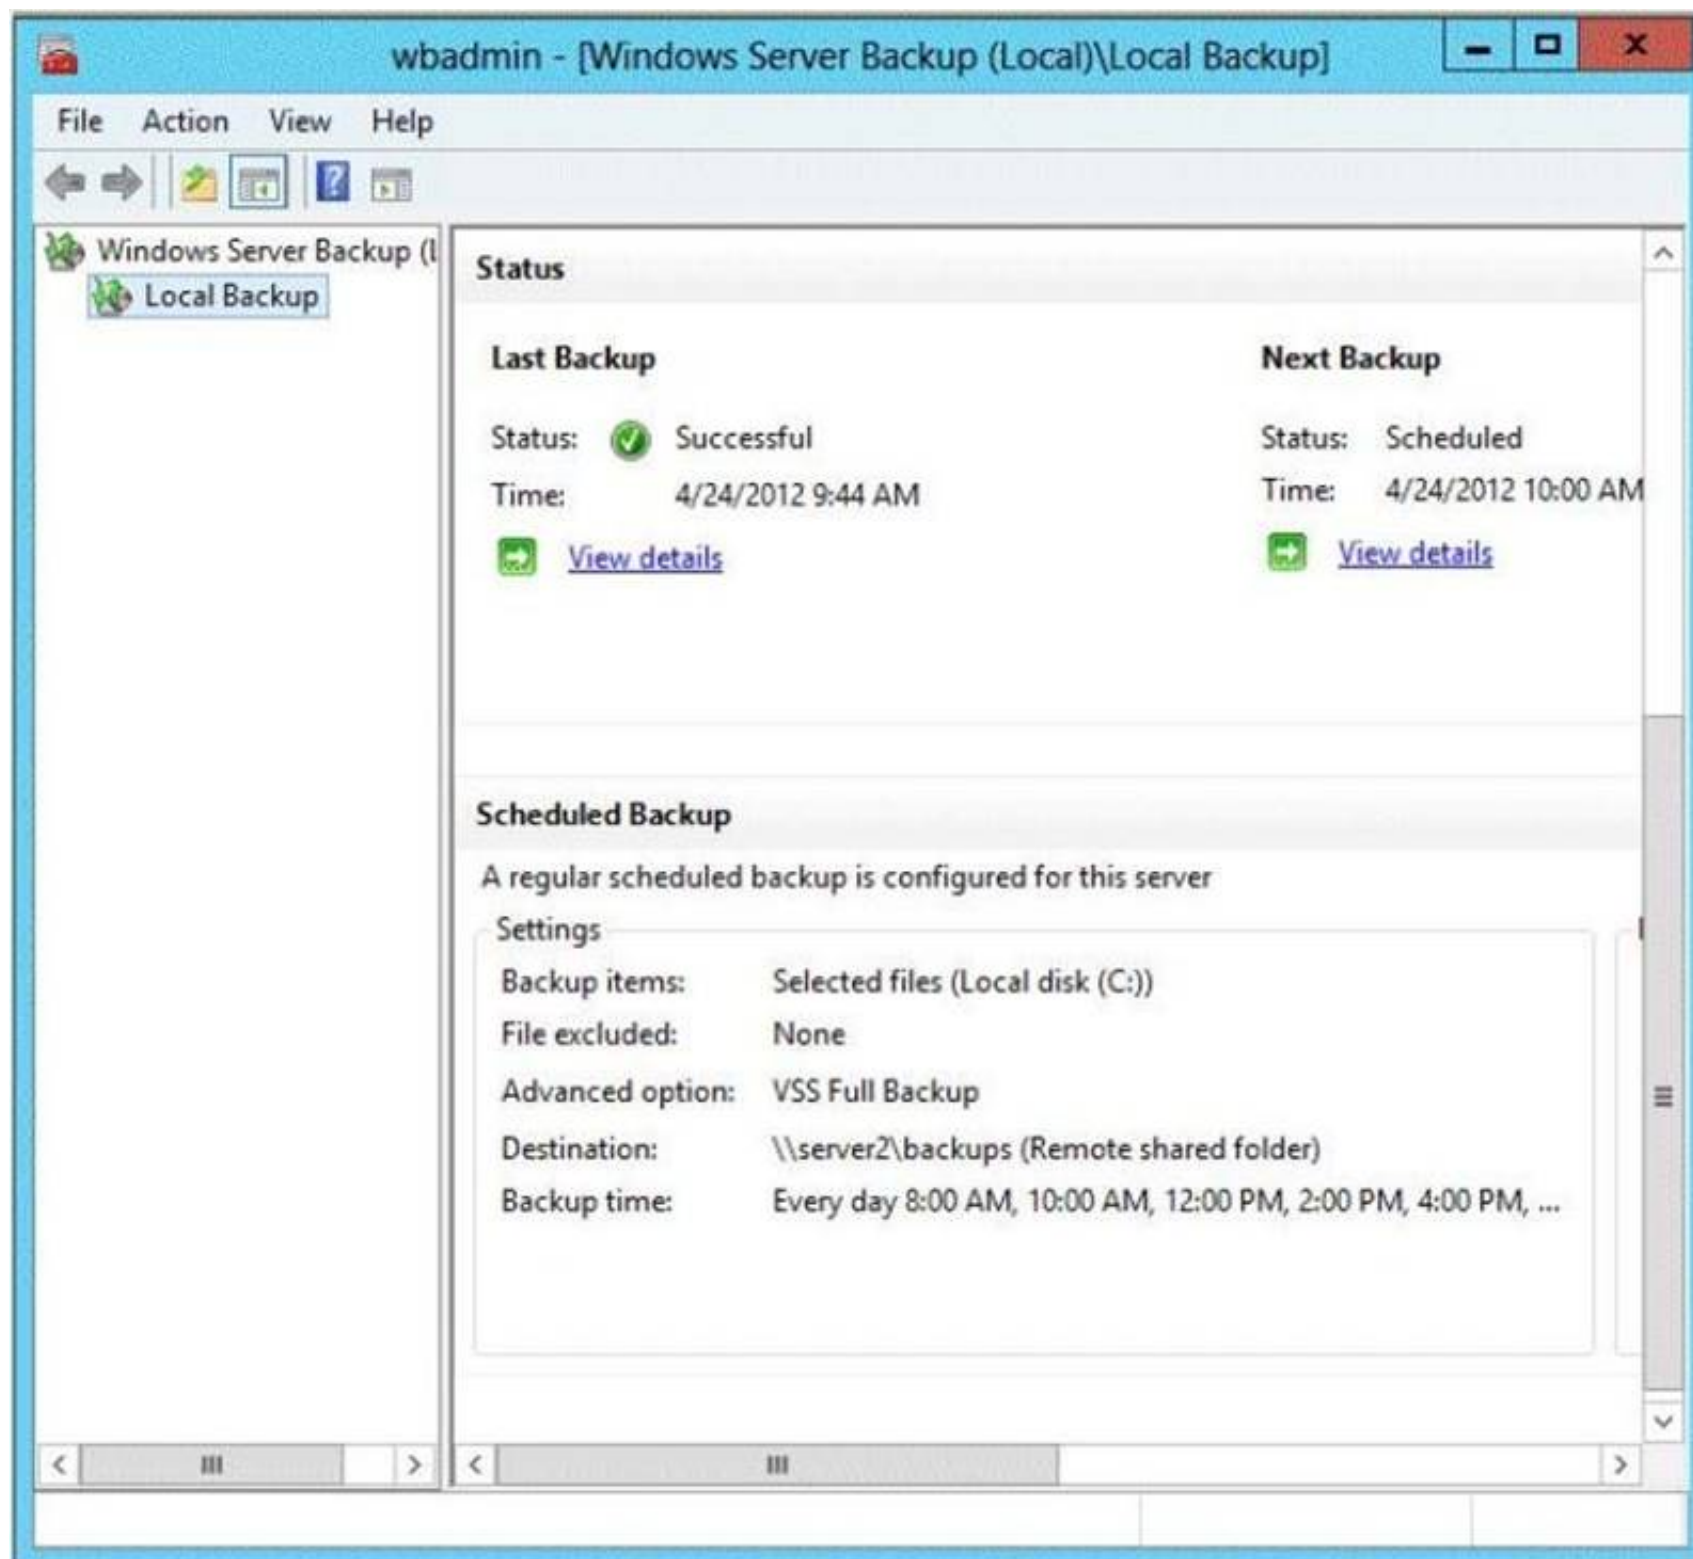 wbadmin - [Windows Server Backup (Local)\Local Backup]
File Action View Help
Windows Server Backup (l
Local Backup
Status
Last Backup
Status: Successful
Time: 4/24/2012 9:44 AM
View details
Next Backup
Status: Scheduled
Time: 4/24/2012 10:00 AM
View details
Scheduled Backup
A regular scheduled backup is configured for this server
Settings
Backup items: Selected files (Local disk (C:))
File excluded: None
Advanced option: VSS Full Backup
Destination: \\server2\backups (Remote shared folder)
Backup time: Every day 8:00 AM, 10:00 AM, 12:00 PM, 2:00 PM, 4:00 PM, ...